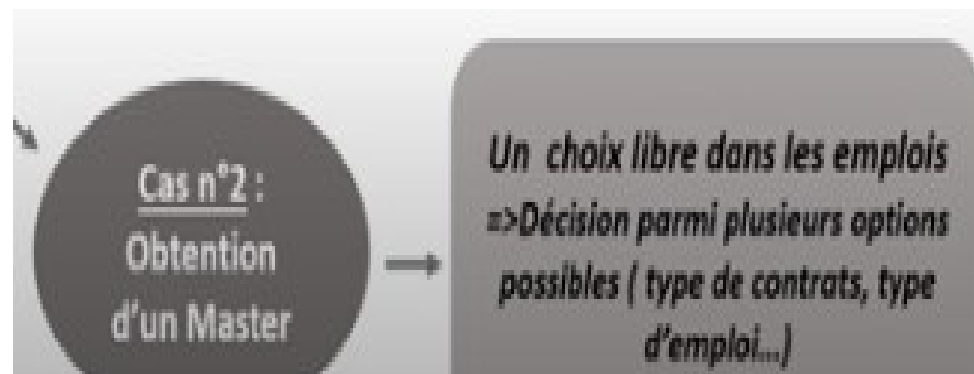 Cas n°2 :
Obtention
d'un Master
Un choix libre dans les emplois
=>Décision parmi plusieurs options
possibles ( type de contrats, type
d'emploi...)